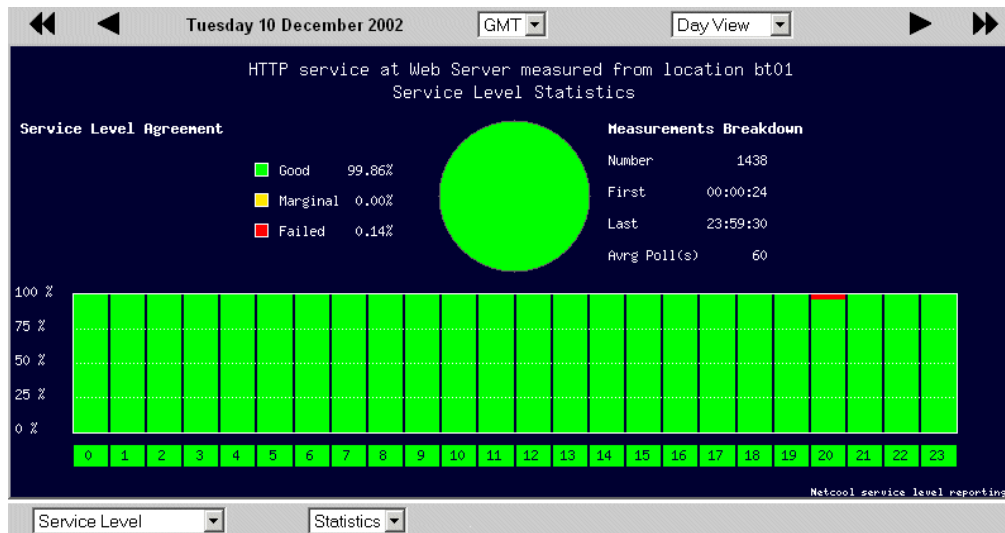 Tuesday 10 December 2002 GMT Day View
HTTP service at Web Server measured from location bt01
Service Level Statistics
Service Level Agreement
Good 99.86%
Marginal 0.00%
Failed 0.14%
Measurements Breakdown
Number 1438
First 00:00:24
Last 23:59:30
Avrg Poll(s) 60
100 %
75 %
50 %
25 %
0 %
0 1 2 3 4 5 6 7 8 9 10 11 12 13 14 15 16 17 18 19 20 21 22 23
Netcool service level reporting
Service Level Statistics